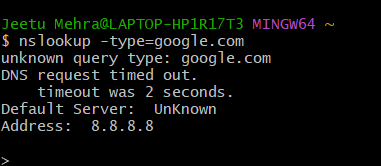 Jeetu Mehra@LAPTOP-HP1R17T3 MINGW64 ~
$ nslookup -type=google.com
unknown query type: google.com
DNS request timed out.
    timeout was 2 seconds.
Default Server:  UnKnown
Address:  8.8.8.8
>